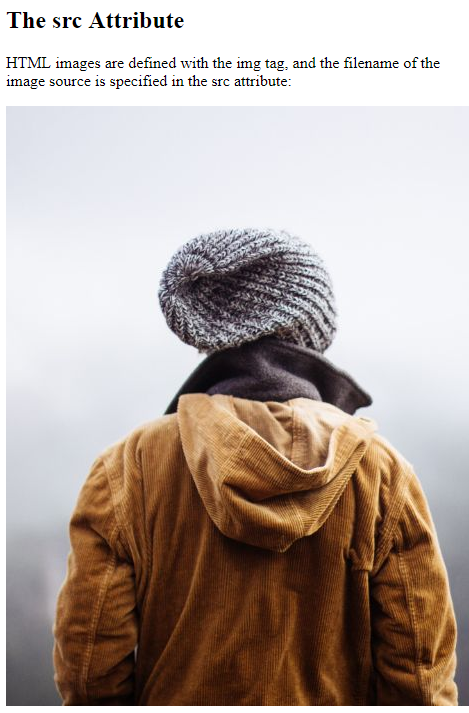 The src Attribute
HTML images are defined with the img tag, and the filename of the
image source is specified in the src attribute: